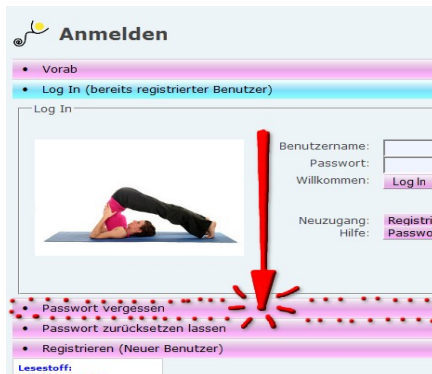 Anmelden
Vorab
Log In (bereits registrierter Benutzer)
Log In
Benutzername:
Passwort:
Willkommen: Log In
Neuzugang:
Hilfe:
Passwort vergessen
Passwort zurücksetzen lassen
Registrieren (Neuer Benutzer)
Lesestoff: